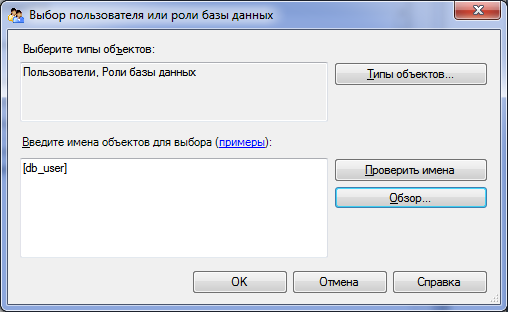 Выбор пользователя или роли базы данных
Выберите типы объектов:
Пользователи, Роли базы данных
Типы объектов...
Введите имена объектов для выбора (примеры):
[db_user]
Проверить имена
Обзор...
OK
Отмена
Справка